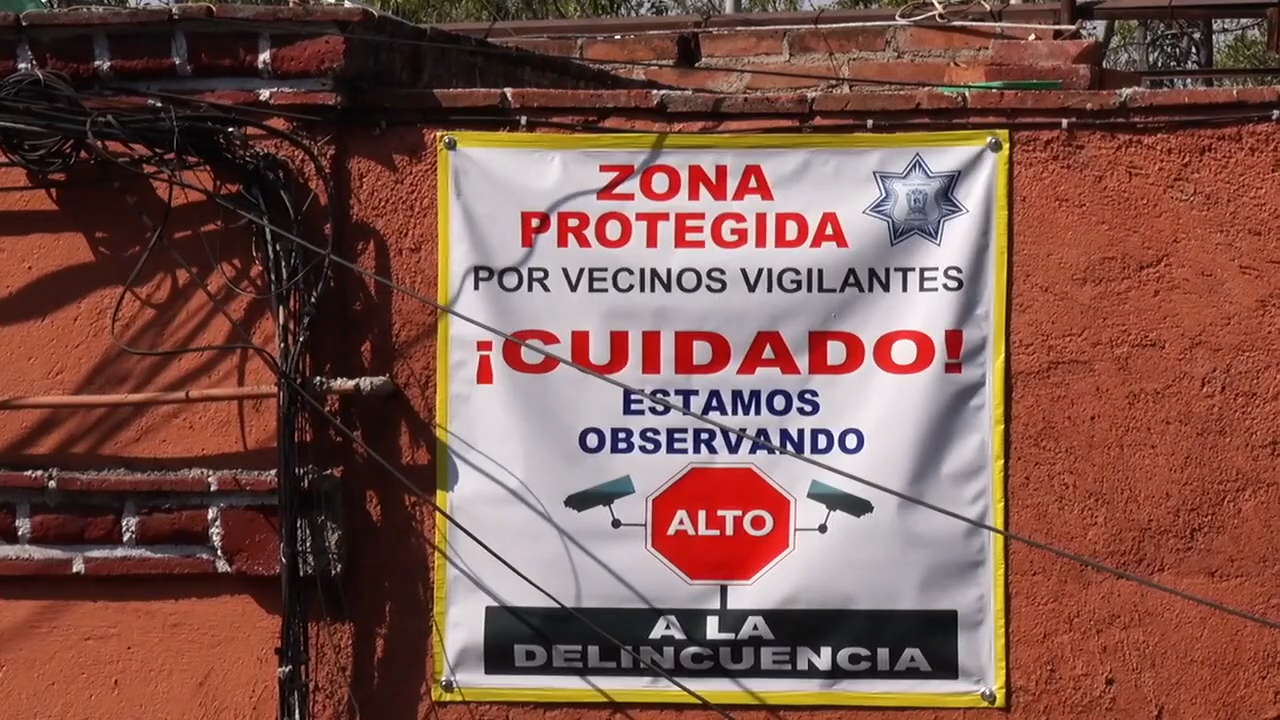 ZONA
PROTEGIDA
POR VECINOS VIGILANTES
¡CUIDADO!
ESTAMOS
OBSERVANDO
ALTO
A LA
DELINCUENCIA